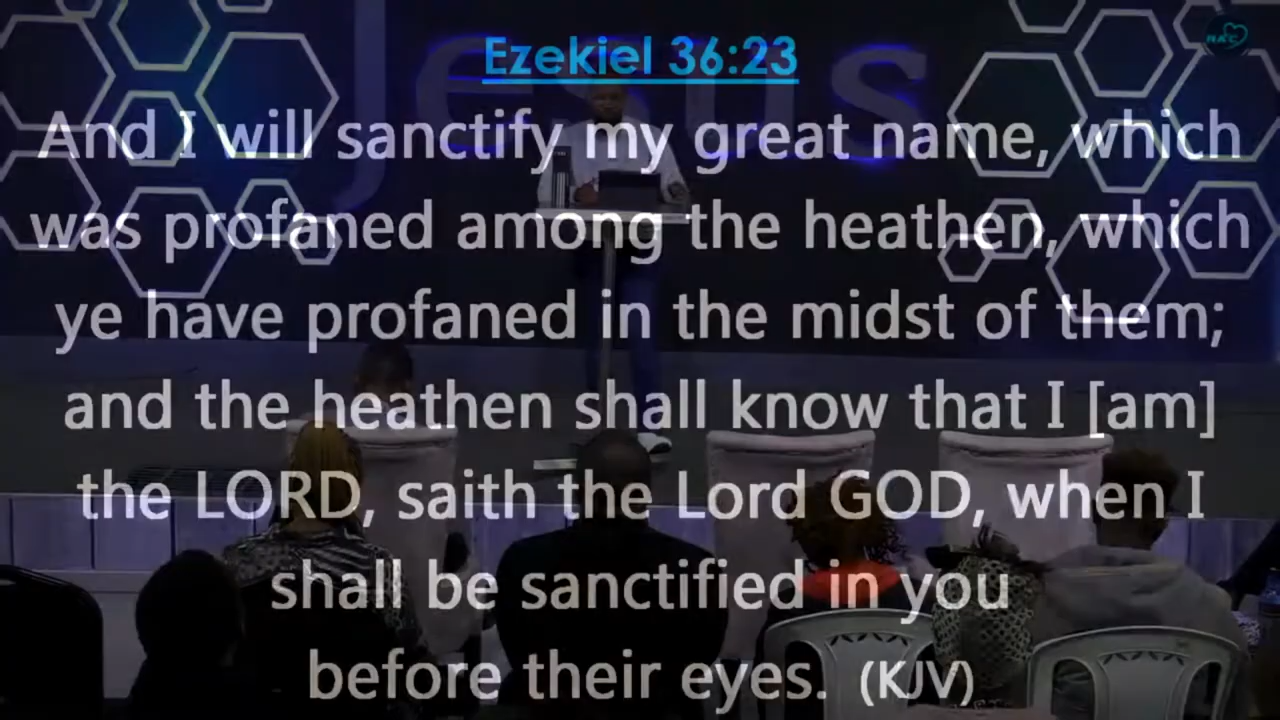 Ezekiel 36:23
And I will sanctify my great name, which
was profaned among the heathen, which
ye have profaned in the midst of them;
and the heathen shall know that I [am]
the LORD, saith the Lord GOD, when I
shall be sanctified in you
before their eyes. (KJV)
Jesus
HAC